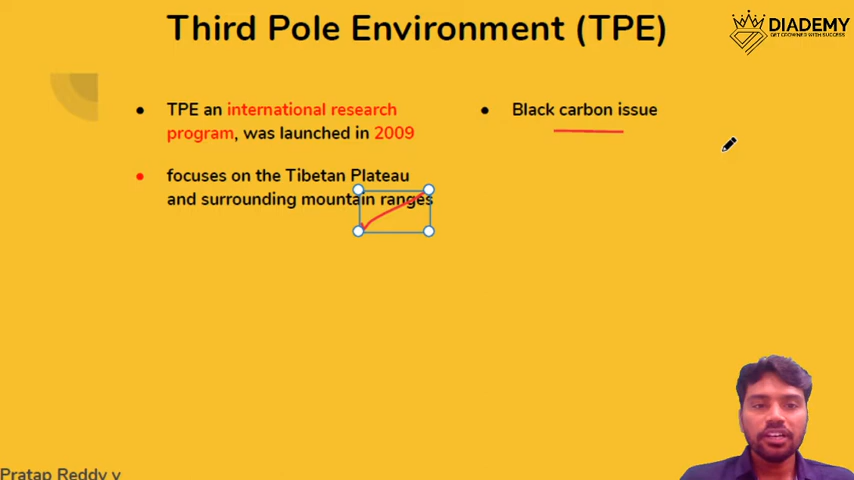 Third Pole Environment (TPE)
DIADEMY
GET CROWNED WITH SUCCESS
• TPE an international research
program, was launched in 2009
• focuses on the Tibetan Plateau
and surrounding mountain ranges
• Black carbon issue
Pratap Reddy v